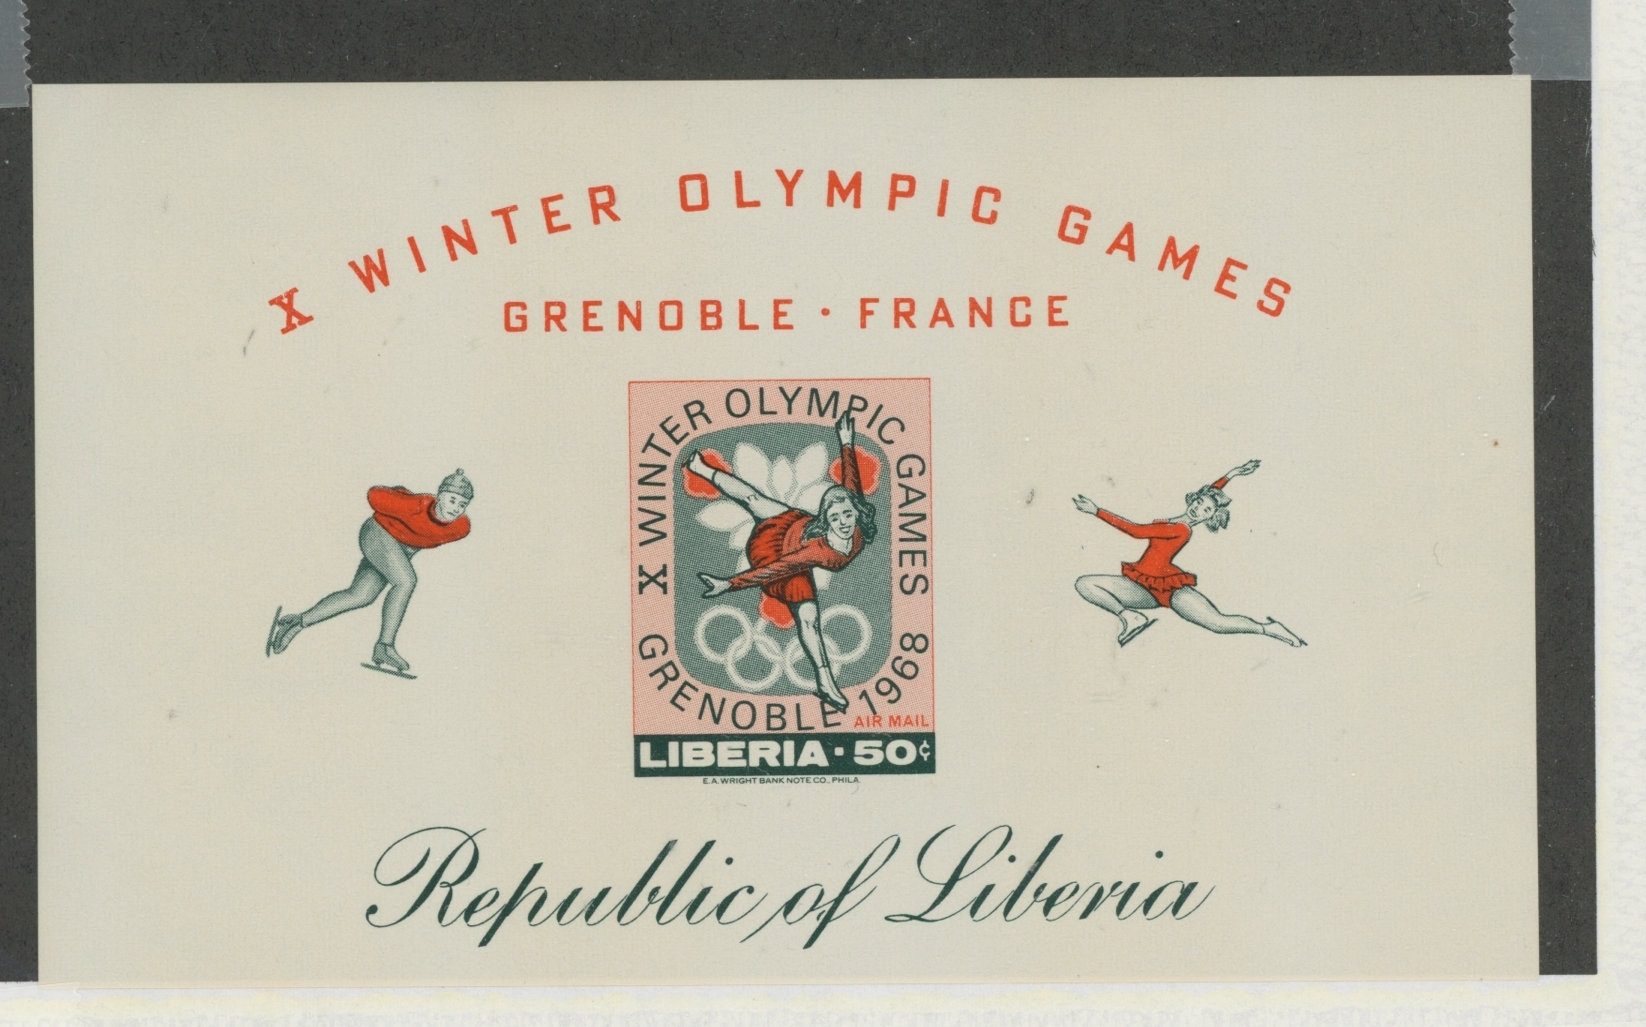 X WINTER OLYMPIC GAMES
GRENOBLE · FRANCE
X WINTER OLYMPIC GAMES
GRENOBLE 1968
AIR MAIL
LIBERIA · 50¢
E.A. WRIGHT BANK NOTE CO., PHILA.
Republic of Liberia